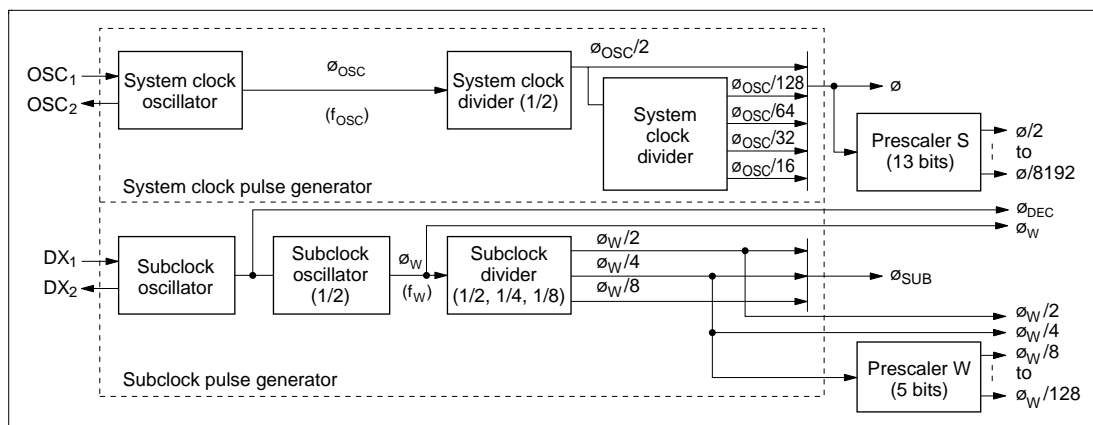 OSC1
OSC2
System clock
oscillator
øOSC
(fOSC)
System clock
divider (1/2)
øOSC/2
System
clock
divider
øOSC/128
øOSC/64
øOSC/32
øOSC/16
ø
Prescaler S
(13 bits)
ø/2
to
ø/8192
System clock pulse generator
DX1
DX2
Subclock
oscillator
Subclock
oscillator
(1/2)
øW
(fW)
Subclock
divider
(1/2, 1/4, 1/8)
øW/2
øW/4
øW/8
øDEC
øW
øSUB
øW/2
øW/4
Prescaler W
(5 bits)
øW/8
to
øW/128
Subclock pulse generator